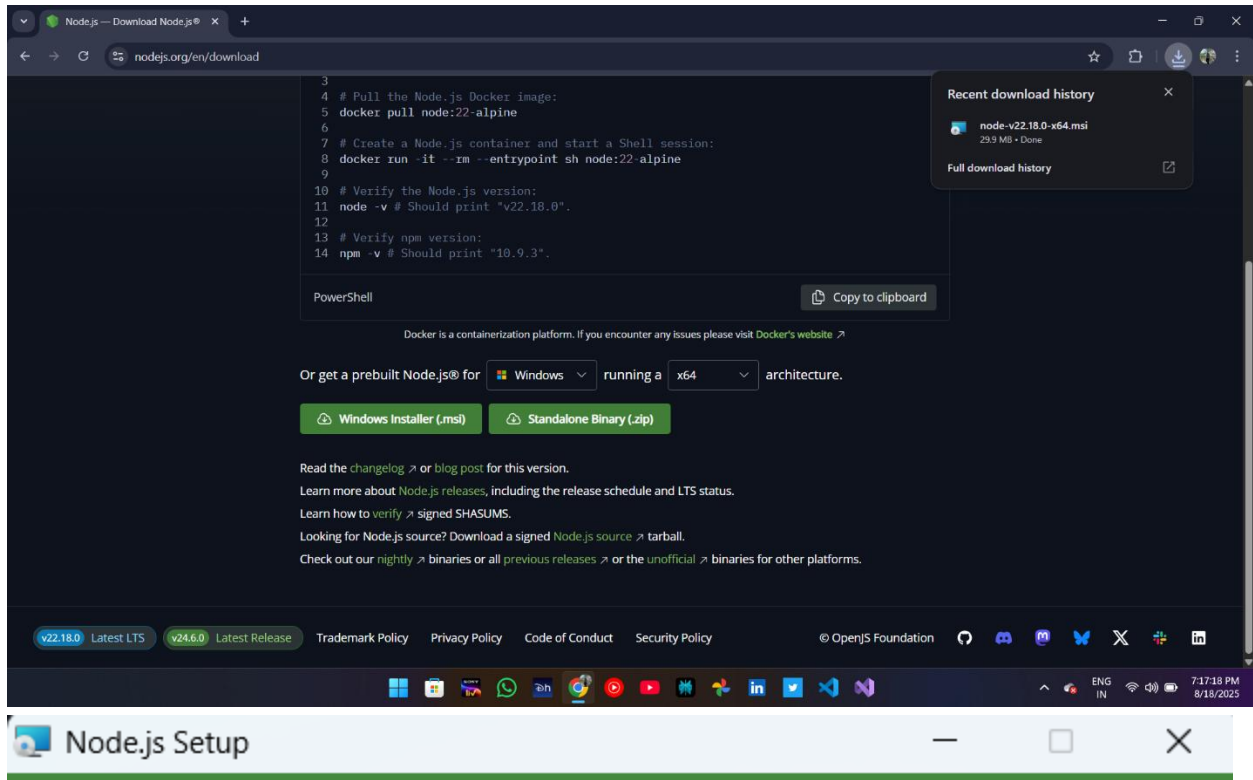 Node.js — Download Node.js®
nodejs.org/en/download
Recent download history
node-v22.18.0-x64.msi
29.9 MB • Done
Full download history
3
4 # Pull the Node.js Docker image:
5 docker pull node:22-alpine
6
7 # Create a Node.js container and start a Shell session:
8 docker run -it --rm --entrypoint sh node:22-alpine
9
10 # Verify the Node.js version:
11 node -v # Should print "v22.18.0".
12
13 # Verify npm version:
14 npm -v # Should print "10.9.3".
PowerShell Copy to clipboard
Docker is a containerization platform. If you encounter any issues please visit Docker's website ↗
Or get a prebuilt Node.js® for Windows running a x64 architecture.
Windows Installer (.msi) Standalone Binary (.zip)
Read the changelog ↗ or blog post for this version.
Learn more about Node.js releases, including the release schedule and LTS status.
Learn how to verify ↗ signed SHASUMS.
Looking for Node.js source? Download a signed Node.js source ↗ tarball.
Check out our nightly ↗ binaries or all previous releases ↗ or the unofficial ↗ binaries for other platforms.
v22.18.0 Latest LTS v24.6.0 Latest Release Trademark Policy Privacy Policy Code of Conduct Security Policy © OpenJS Foundation
ENG
IN
7:17:18 PM
8/18/2025
Node.js Setup